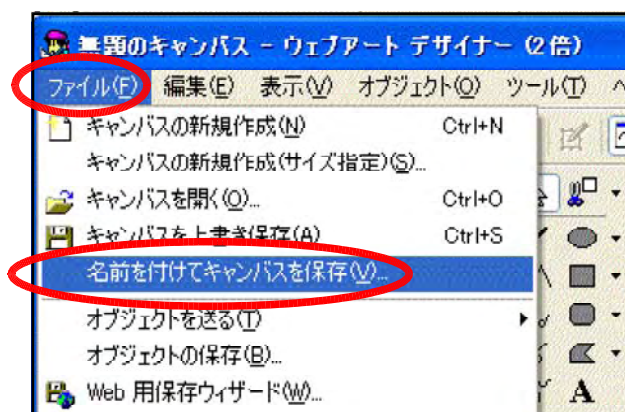 無題のキャンバス - ウェブアート デザイナー (2倍)
ファイル(F) 編集(E) 表示(V) オブジェクト(O) ツール(T) ヘ
キャンバスの新規作成(N) Ctrl+N
キャンバスの新規作成(サイズ指定)(S)...
キャンバスを開く(O)... Ctrl+O
キャンバスを上書き保存(A) Ctrl+S
名前を付けてキャンバスを保存(V)...
オブジェクトを送る(T)
オブジェクトの保存(B)...
Web 用保存ウィザード(W)...
A